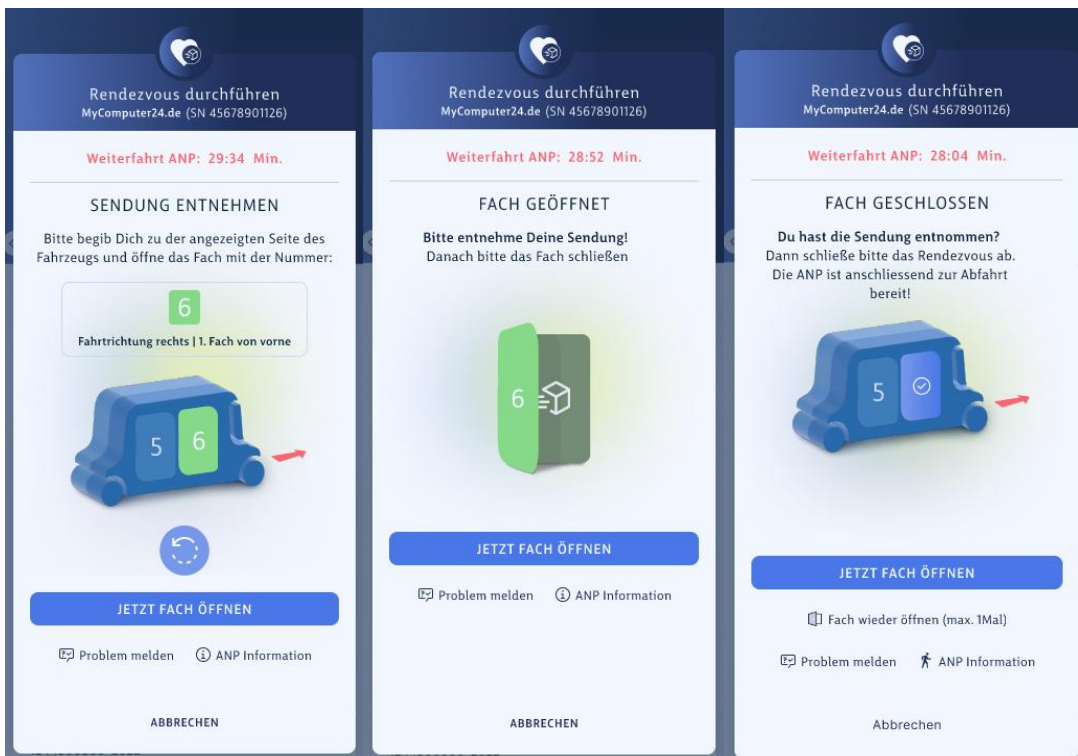 Rendezvous durchführen
MyComputer24.de (SN 45678901126)
Weiterfahrt ANP: 29:34 Min.
SENDUNG ENTNEHMEN
Bitte begib Dich zu der angezeigten Seite des
Fahrzeugs und öffne das Fach mit der Nummer:
6
Fahrtrichtung rechts | 1. Fach von vorne
5 6
JETZT FACH ÖFFNEN
Problem melden ANP Information
ABBRECHEN
Rendezvous durchführen
MyComputer24.de (SN 45678901126)
Weiterfahrt ANP: 28:52 Min.
FACH GEÖFFNET
Bitte entnehme Deine Sendung!
Danach bitte das Fach schließen
6
JETZT FACH ÖFFNEN
Problem melden ANP Information
ABBRECHEN
Rendezvous durchführen
MyComputer24.de (SN 45678901126)
Weiterfahrt ANP: 28:04 Min.
FACH GESCHLOSSEN
Du hast die Sendung entnommen?
Dann schließe bitte das Rendezvous ab.
Die ANP ist anschliessend zur Abfahrt
bereit!
5
JETZT FACH ÖFFNEN
Fach wieder öffnen (max. 1Mal)
Problem melden ANP Information
Abbrechen